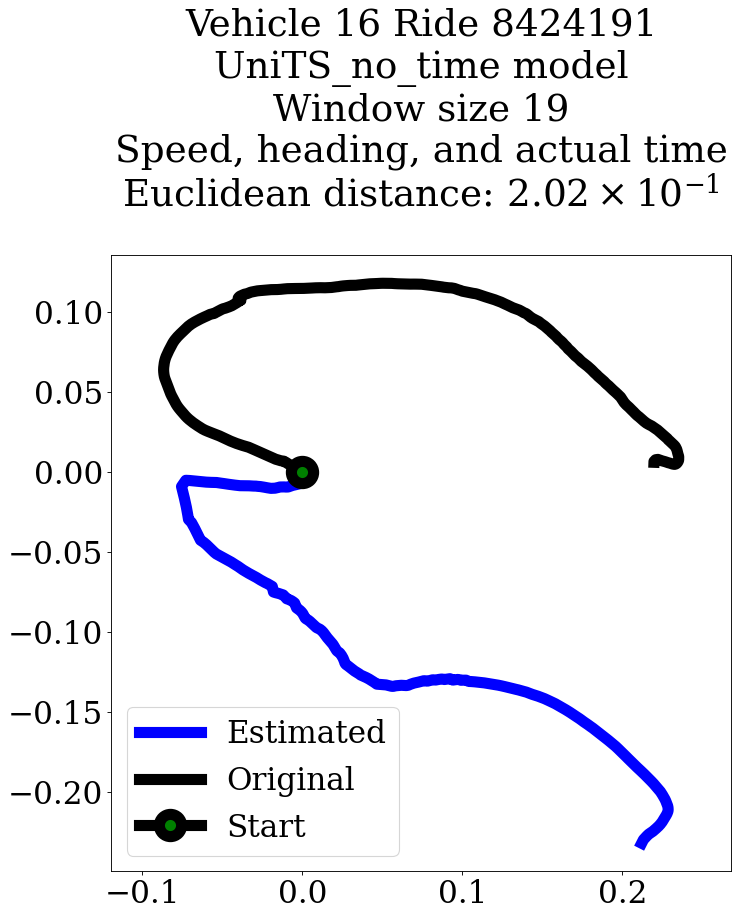 Vehicle 16 Ride 8424191
UniTS_no_time model
Window size 19
Speed, heading, and actual time
Euclidean distance: 2.02 × 10⁻¹
0.10
0.05
0.00
−0.05
−0.10
−0.15
−0.20
Estimated
Original
Start
−0.1
0.0
0.1
0.2